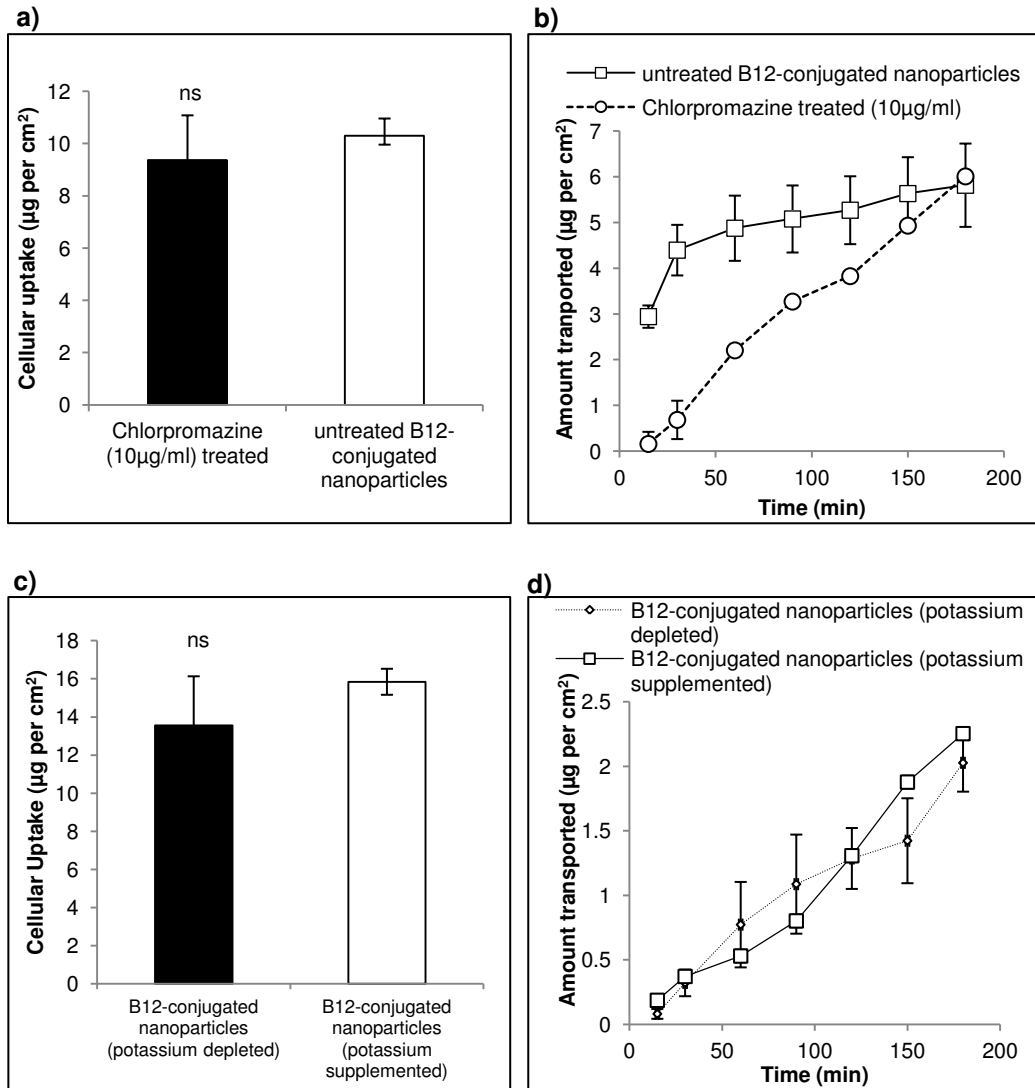 a)
Cellular uptake (µg per cm²)
12
10
8
6
4
2
0
ns
Chlorpromazine
(10µg/ml) treated
untreated B12-
conjugated
nanoparticles
b)
untreated B12-conjugated nanoparticles
Chlorpromazine treated (10µg/ml)
Amount tranported (µg per cm²)
7
6
5
4
3
2
1
0
0 50 100 150 200
Time (min)
c)
Cellular Uptake (µg per cm²)
18
16
14
12
10
8
6
4
2
0
ns
B12-conjugated
nanoparticles
(potassium depleted)
B12-conjugated
nanoparticles
(potassium
supplemented)
d)
B12-conjugated nanoparticles (potassium
depleted)
B12-conjugated nanoparticles (potassium
supplemented)
Amount transported (µg per cm²)
2.5
2
1.5
1
0.5
0
0 50 100 150 200
Time (min)